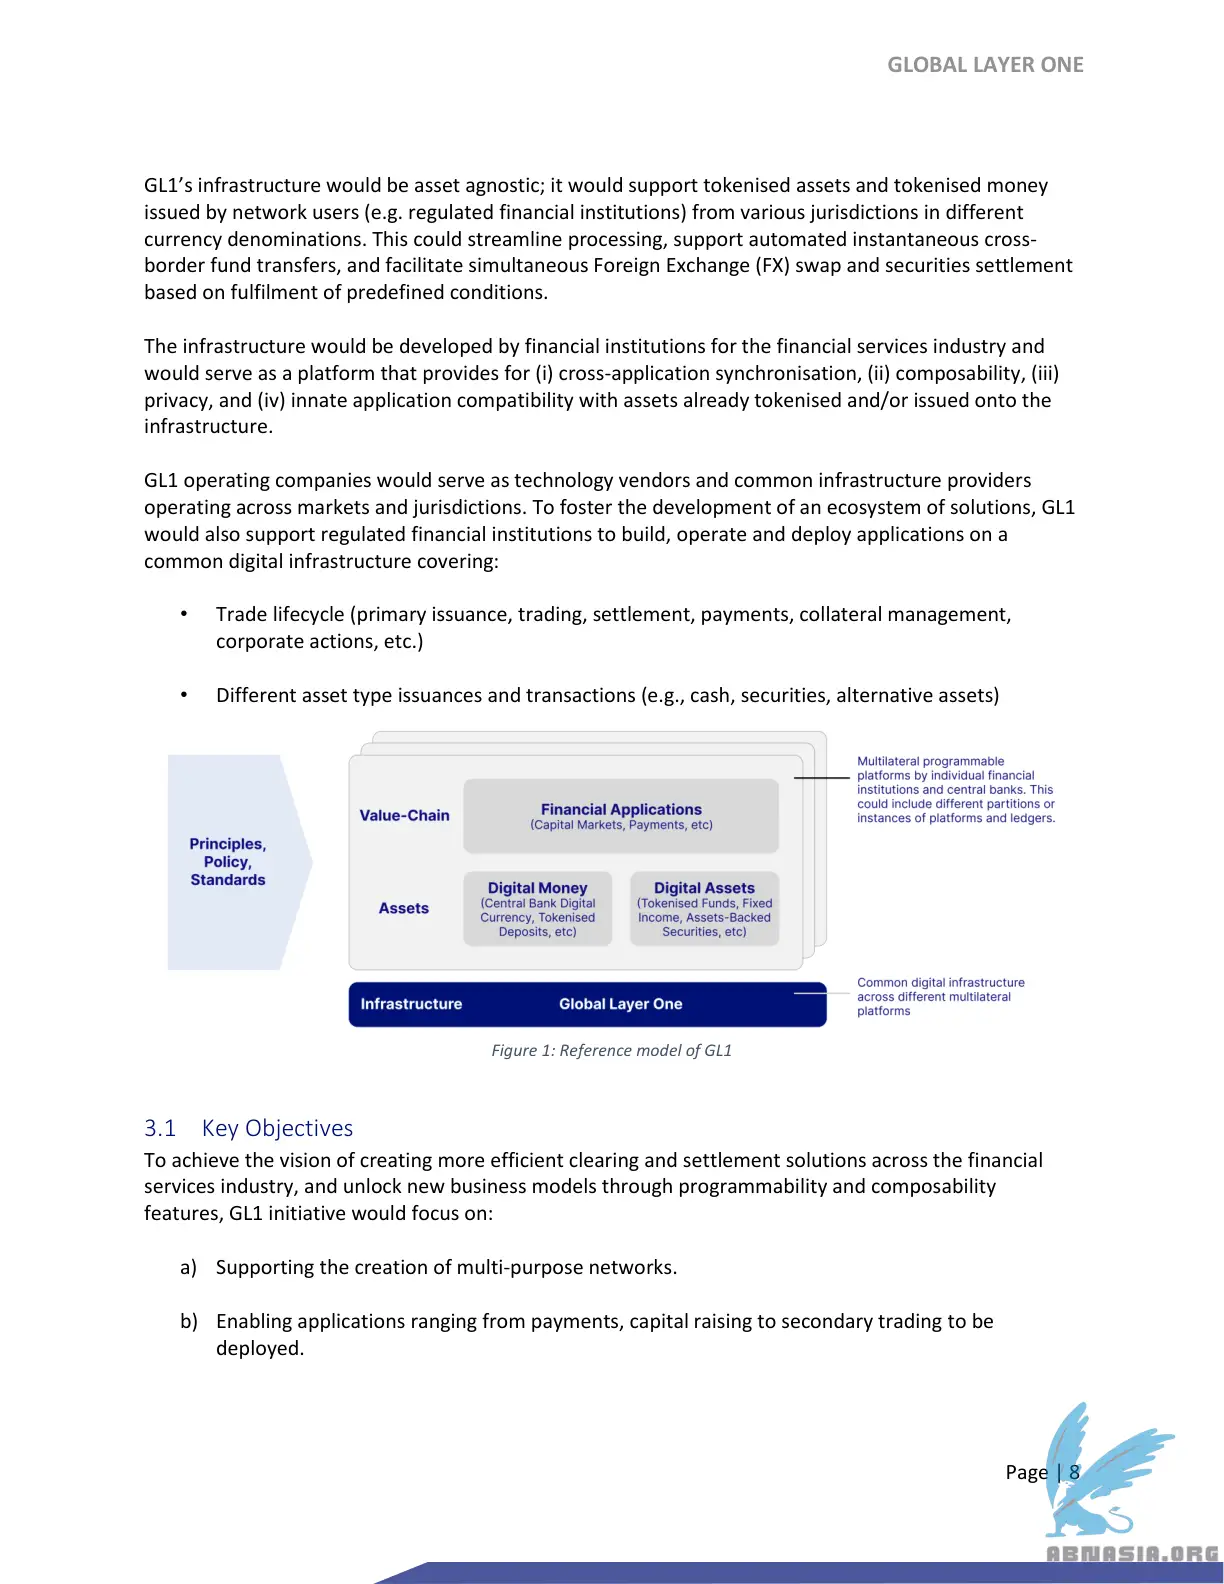 GLOBAL LAYER ONE
GL1’s infrastructure would be asset agnostic; it would support tokenised assets and tokenised money
issued by network users (e.g. regulated financial institutions) from various jurisdictions in different
currency denominations. This could streamline processing, support automated instantaneous cross-
border fund transfers, and facilitate simultaneous Foreign Exchange (FX) swap and securities settlement
based on fulfilment of predefined conditions.
The infrastructure would be developed by financial institutions for the financial services industry and
would serve as a platform that provides for (i) cross-application synchronisation, (ii) composability, (iii)
privacy, and (iv) innate application compatibility with assets already tokenised and/or issued onto the
infrastructure.
GL1 operating companies would serve as technology vendors and common infrastructure providers
operating across markets and jurisdictions. To foster the development of an ecosystem of solutions, GL1
would also support regulated financial institutions to build, operate and deploy applications on a
common digital infrastructure covering:
• Trade lifecycle (primary issuance, trading, settlement, payments, collateral management,
corporate actions, etc.)
• Different asset type issuances and transactions (e.g., cash, securities, alternative assets)
Principles,
Policy,
Standards
Value-Chain
Financial Applications
(Capital Markets, Payments, etc)
Assets
Digital Money
(Central Bank Digital
Currency, Tokenised
Deposits, etc)
Digital Assets
(Tokenised Funds, Fixed
Income, Assets-Backed
Securities, etc)
Multilateral programmable
platforms by individual financial
institutions and central banks. This
could include different partitions or
instances of platforms and ledgers.
Infrastructure
Global Layer One
Common digital infrastructure
across different multilateral
platforms
Figure 1: Reference model of GL1
3.1 Key Objectives
To achieve the vision of creating more efficient clearing and settlement solutions across the financial
services industry, and unlock new business models through programmability and composability
features, GL1 initiative would focus on:
a) Supporting the creation of multi-purpose networks.
b) Enabling applications ranging from payments, capital raising to secondary trading to be
deployed.
Page | 8
ABNASIA.ORG